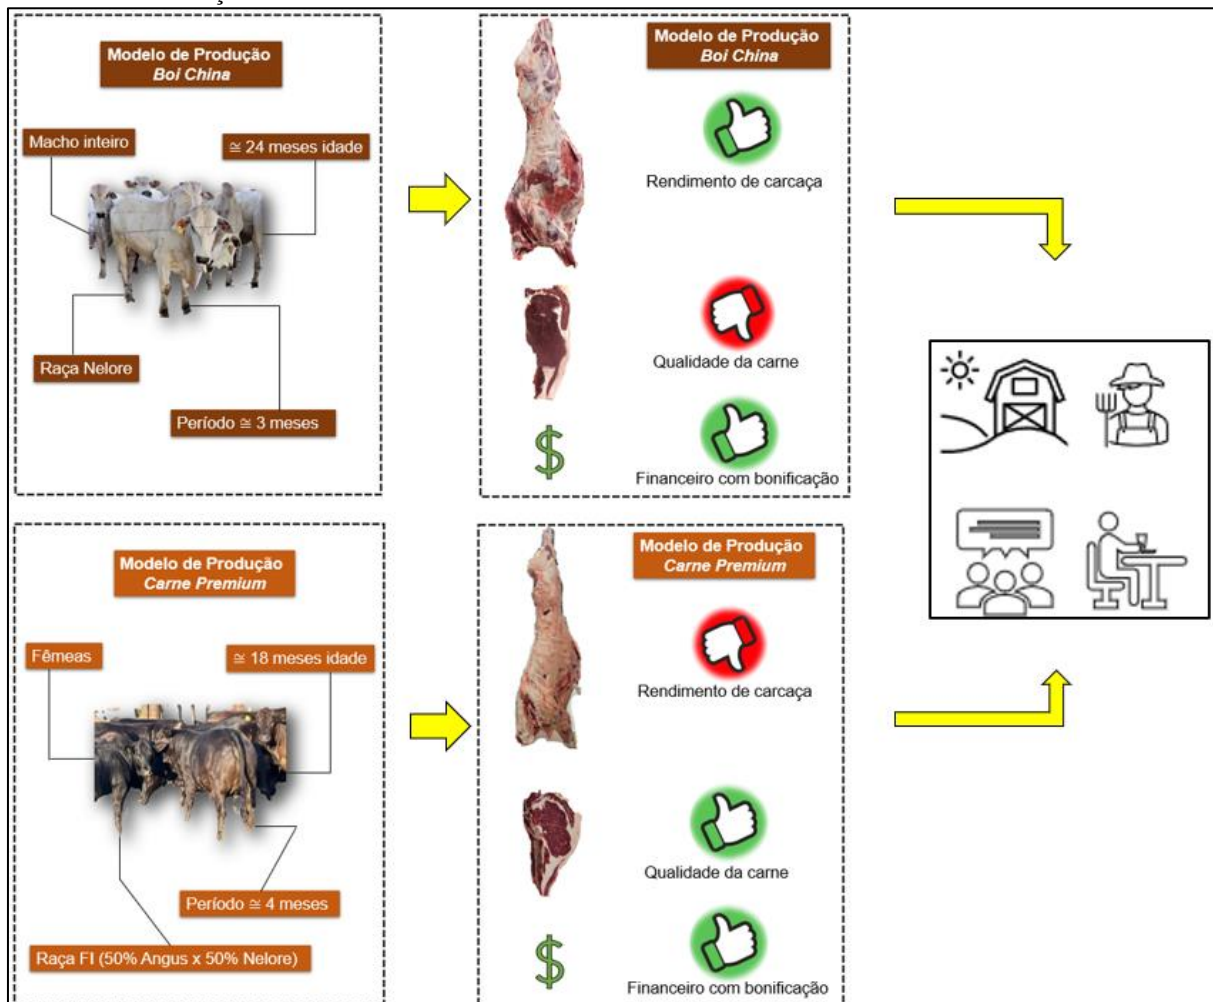 Modelo de Produção
Boi China
Macho inteiro
≅ 24 meses idade
Raça Nelore
Período ≅ 3 meses
Modelo de Produção
Boi China
Rendimento de carcaça
Qualidade da carne
$
Financeiro com bonificação
Modelo de Produção
Carne Premium
Fêmeas
≅ 18 meses idade
Período ≅ 4 meses
Raça FI (50% Angus x 50% Nelore)
Modelo de Produção
Carne Premium
Rendimento de carcaça
Qualidade da carne
$
Financeiro com bonificação